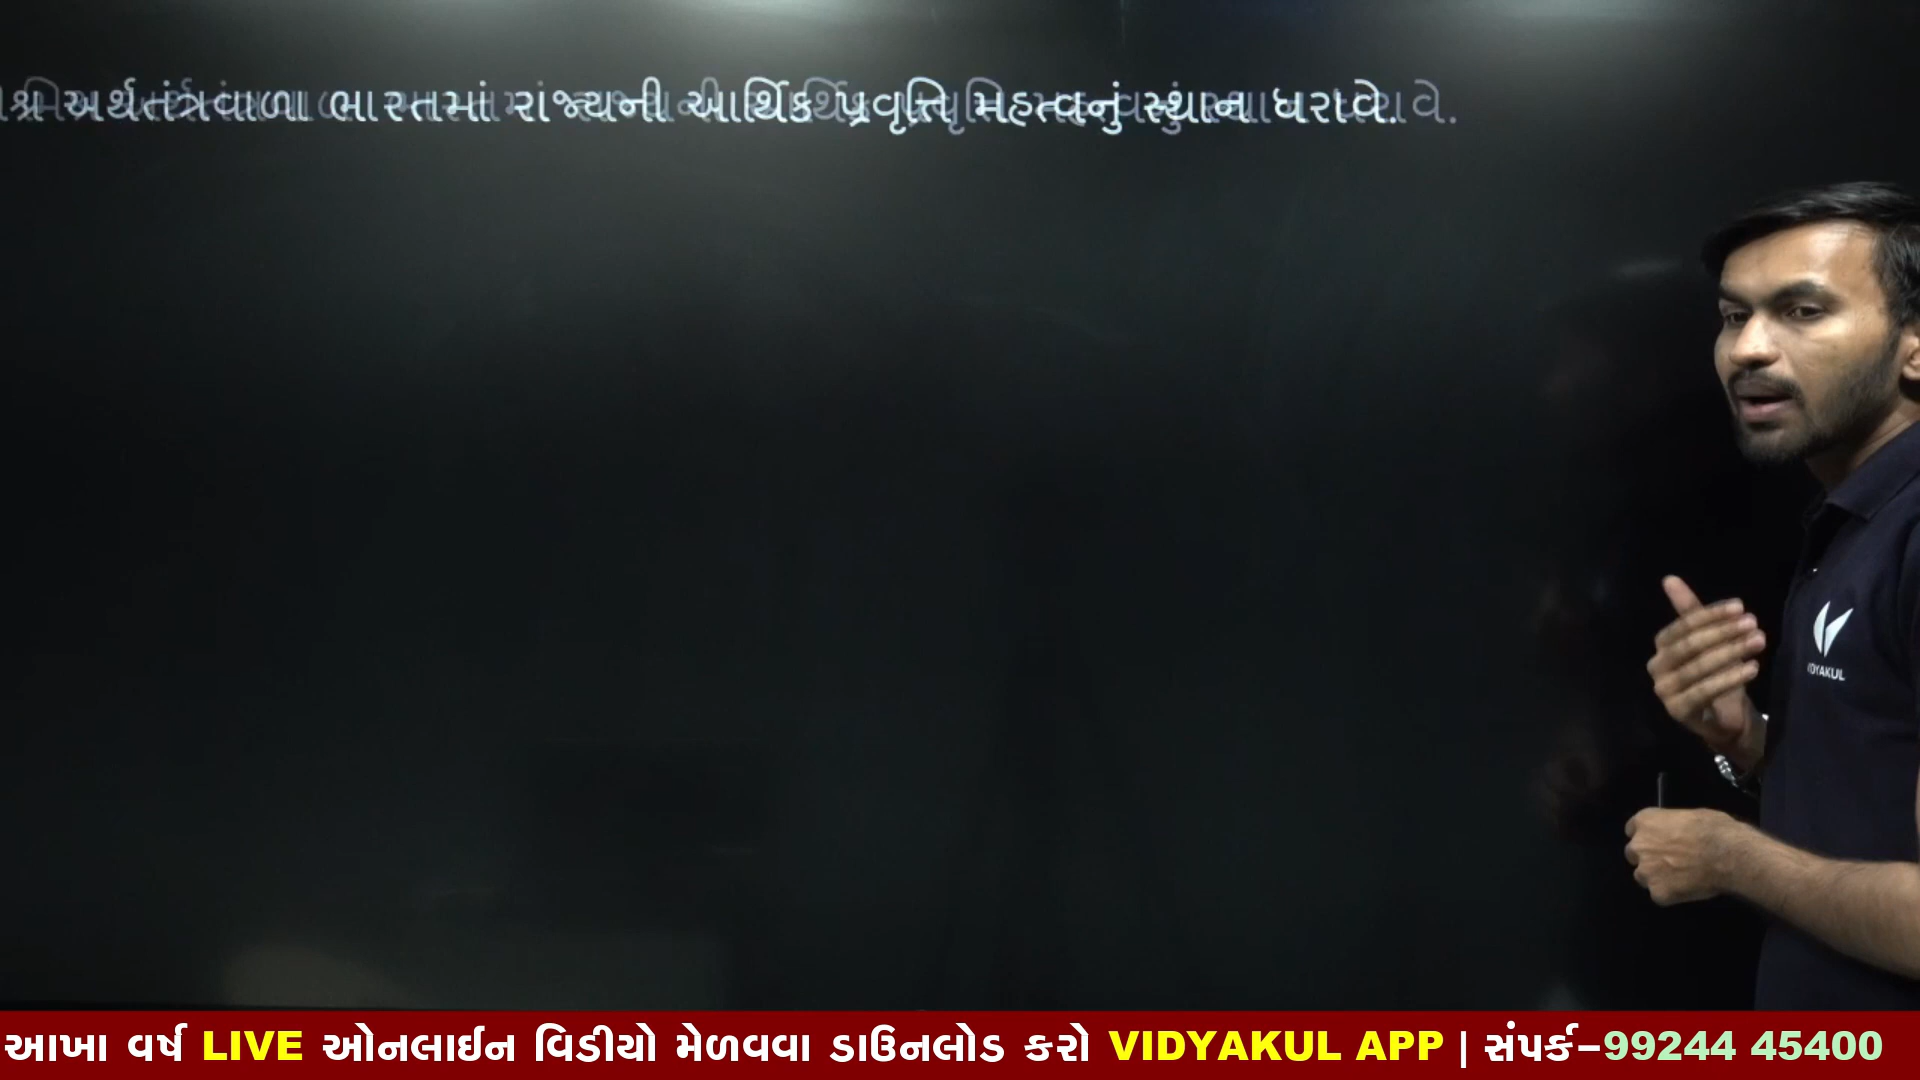 અર્થતંત્રવાળા ભારતમાં રાજ્યની આર્થિક પ્રવૃત્તિ મહત્વનું સ્થાન ધરાવે.
VIDYAKUL
આખા વર્ષ LIVE ઓનલાઈન વિડીયો મેળવવા ડાઉનલોડ કરો VIDYAKUL APP | સંપર્ક-99244 45400